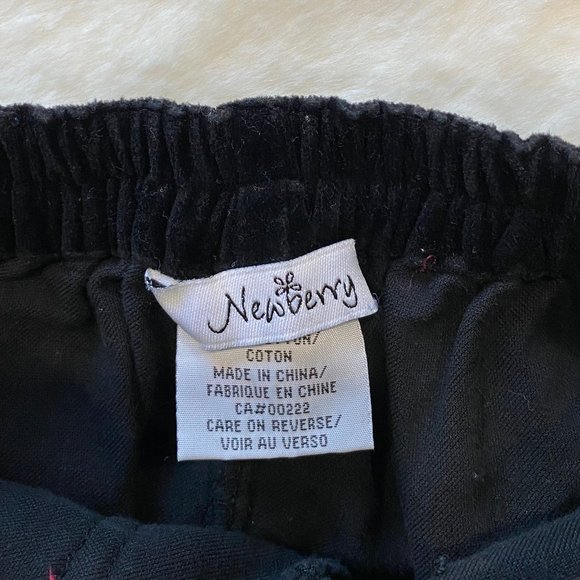 Newberry
COTON
MADE IN CHINA/
FABRIQUE EN CHINE
CA#00222
CARE ON REVERSE/
VOIR AU VERSO